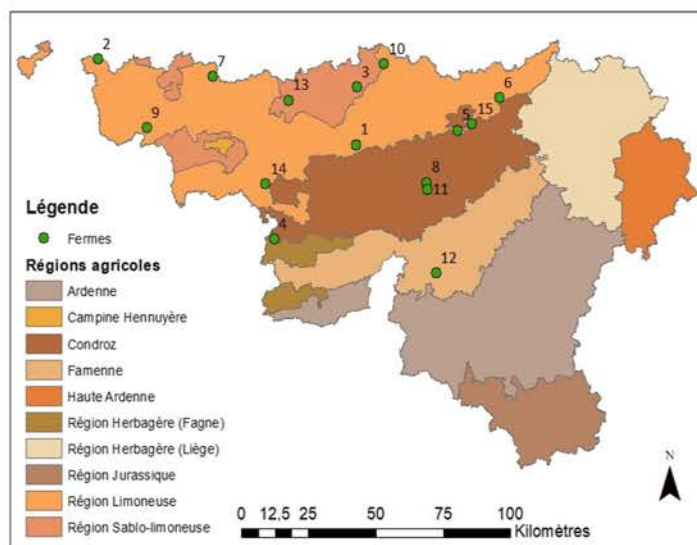 2
7
10
3
13
6
15
5
9
1
14
8
11
4
12
Légende
Fermes
Régions agricoles
Ardenne
Campine Hennuyère
Condroz
Famenne
Haute Ardenne
Région Herbagère (Fagne)
Région Herbagère (Liège)
Région Jurassique
Région Limoneuse
Région Sablo-limoneuse
N
0 12,5 25 50 75 100
Kilomètres